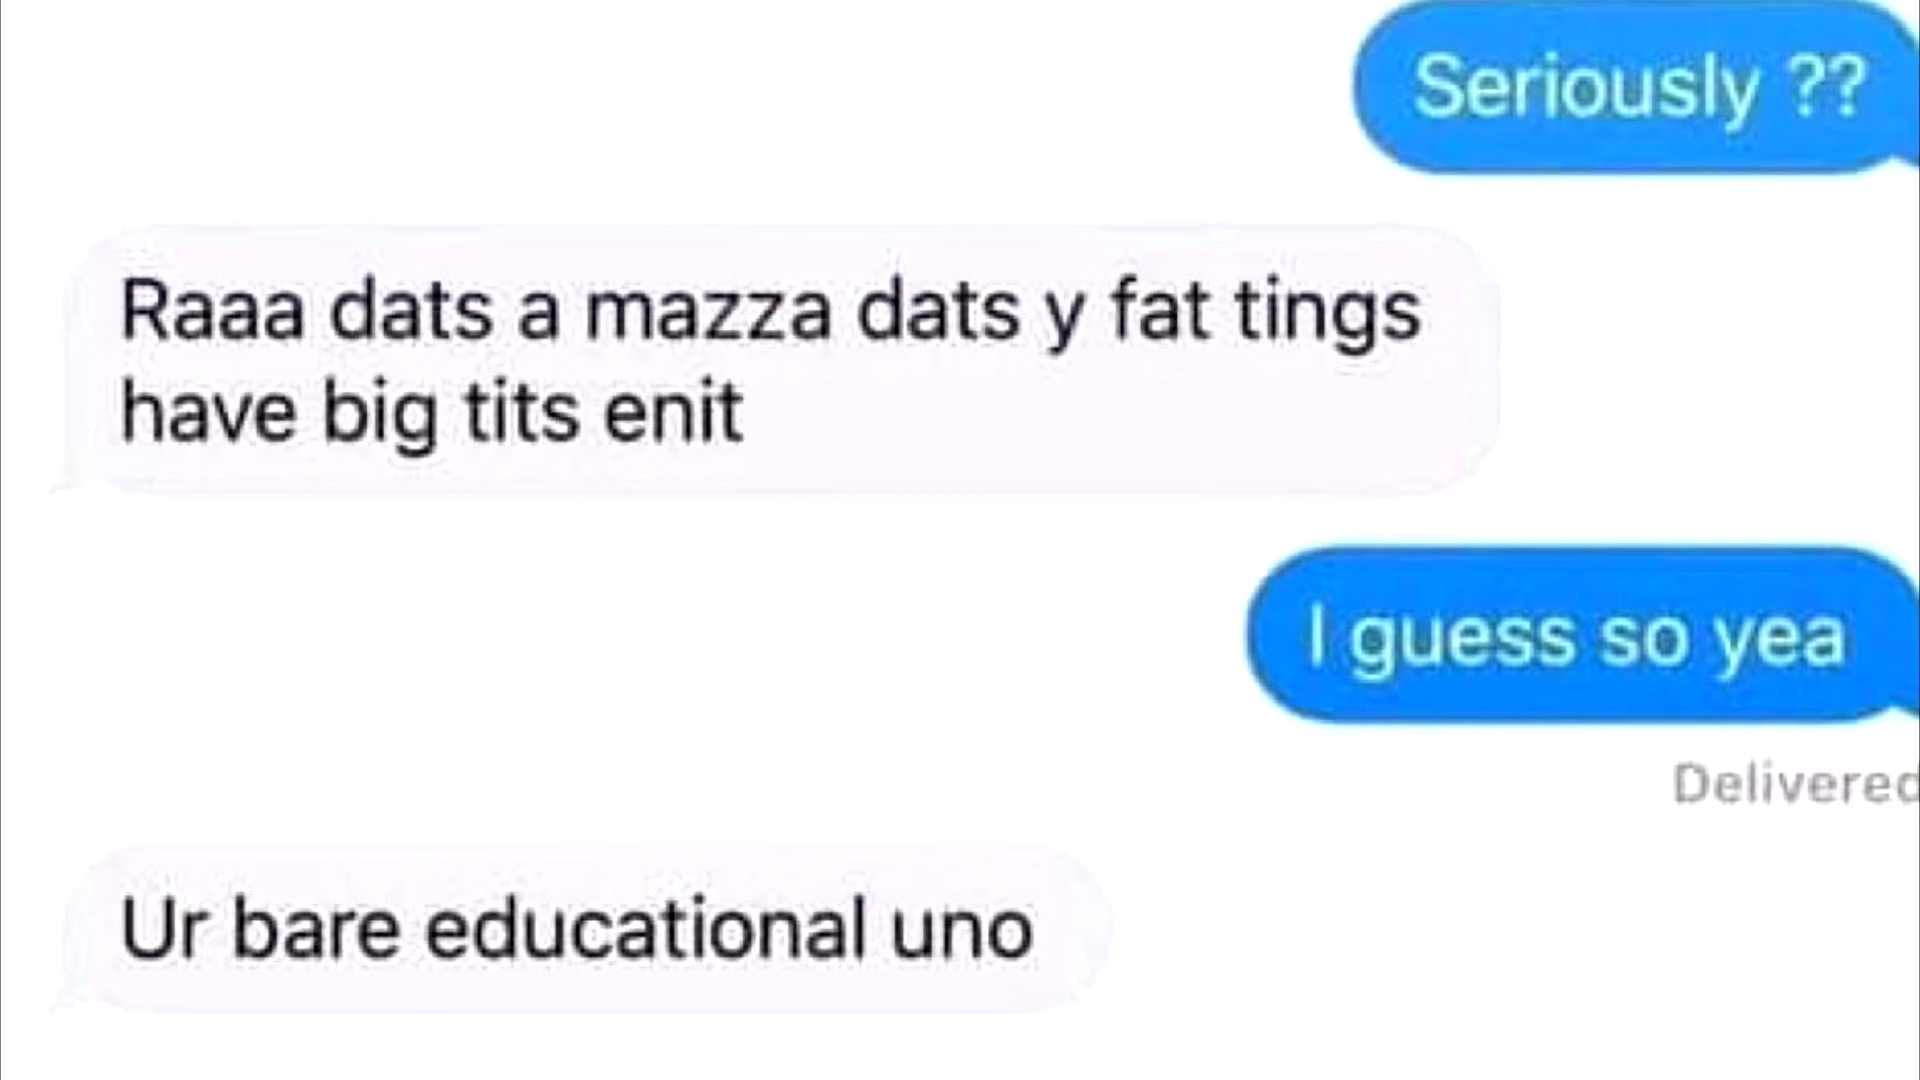 Seriously ??
Raaa dats a mazza dats y fat tings
have big tits enit
I guess so yea
Delivered
Ur bare educational uno